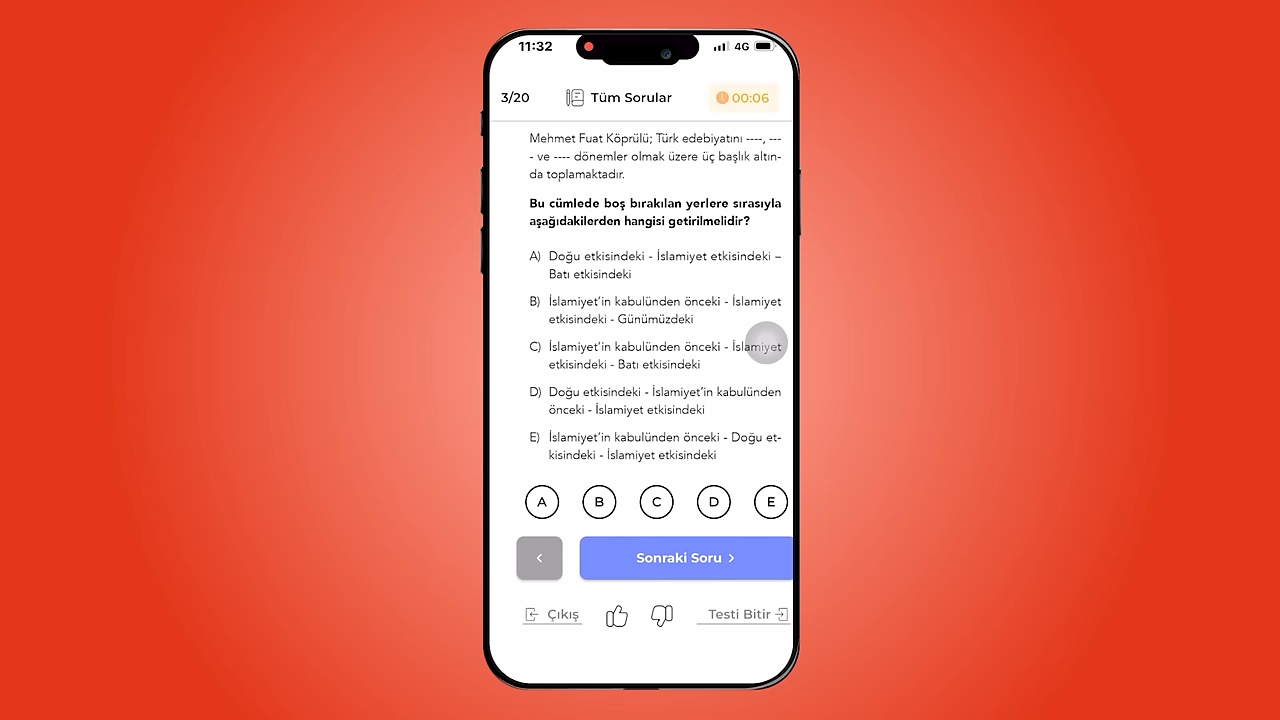 11:32
4G
3/20
Tüm Sorular
00:06
Mehmet Fuat Köprülü; Türk edebiyatını ----, ---
- ve ---- dönemler olmak üzere üç başlık altın-
da toplamaktadır.
Bu cümlede boş bırakılan yerlere sırasıyla
aşağıdakilerden hangisi getirilmelidir?
A) Doğu etkisindeki - İslamiyet etkisindeki –
Batı etkisindeki
B) İslamiyet’in kabulünden önceki - İslamiyet
etkisindeki - Günümüzdeki
C) İslamiyet’in kabulünden önceki - İslamiyet
etkisindeki - Batı etkisindeki
D) Doğu etkisindeki - İslamiyet’in kabulünden
önceki - İslamiyet etkisindeki
E) İslamiyet’in kabulünden önceki - Doğu et-
kisindeki - İslamiyet etkisindeki
A B C D E
Sonraki Soru
Çıkış
Testi Bitir